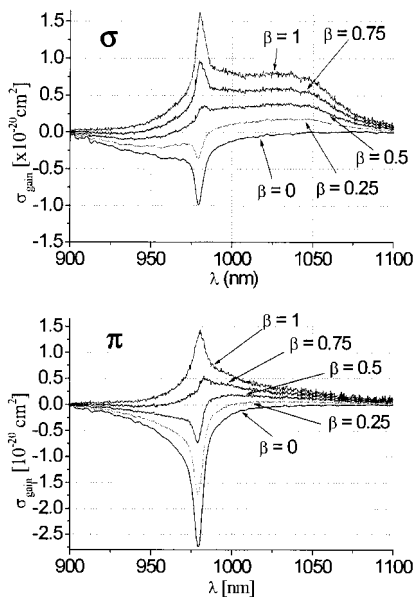 σ
β = 1
β = 0.75
β = 0.5
β = 0.25
β = 0
σgain [x10-20 cm2]
1.5
1.0
0.5
0.0
-0.5
-1.0
-1.5
900 950 1000 1050 1100
λ (nm)
π
β = 1
β = 0.75
β = 0.5
β = 0.25
β = 0
σgain [10-20 cm2]
1.5
1.0
0.5
0.0
-0.5
-1.0
-1.5
-2.0
-2.5
900 950 1000 1050 1100
λ [nm]